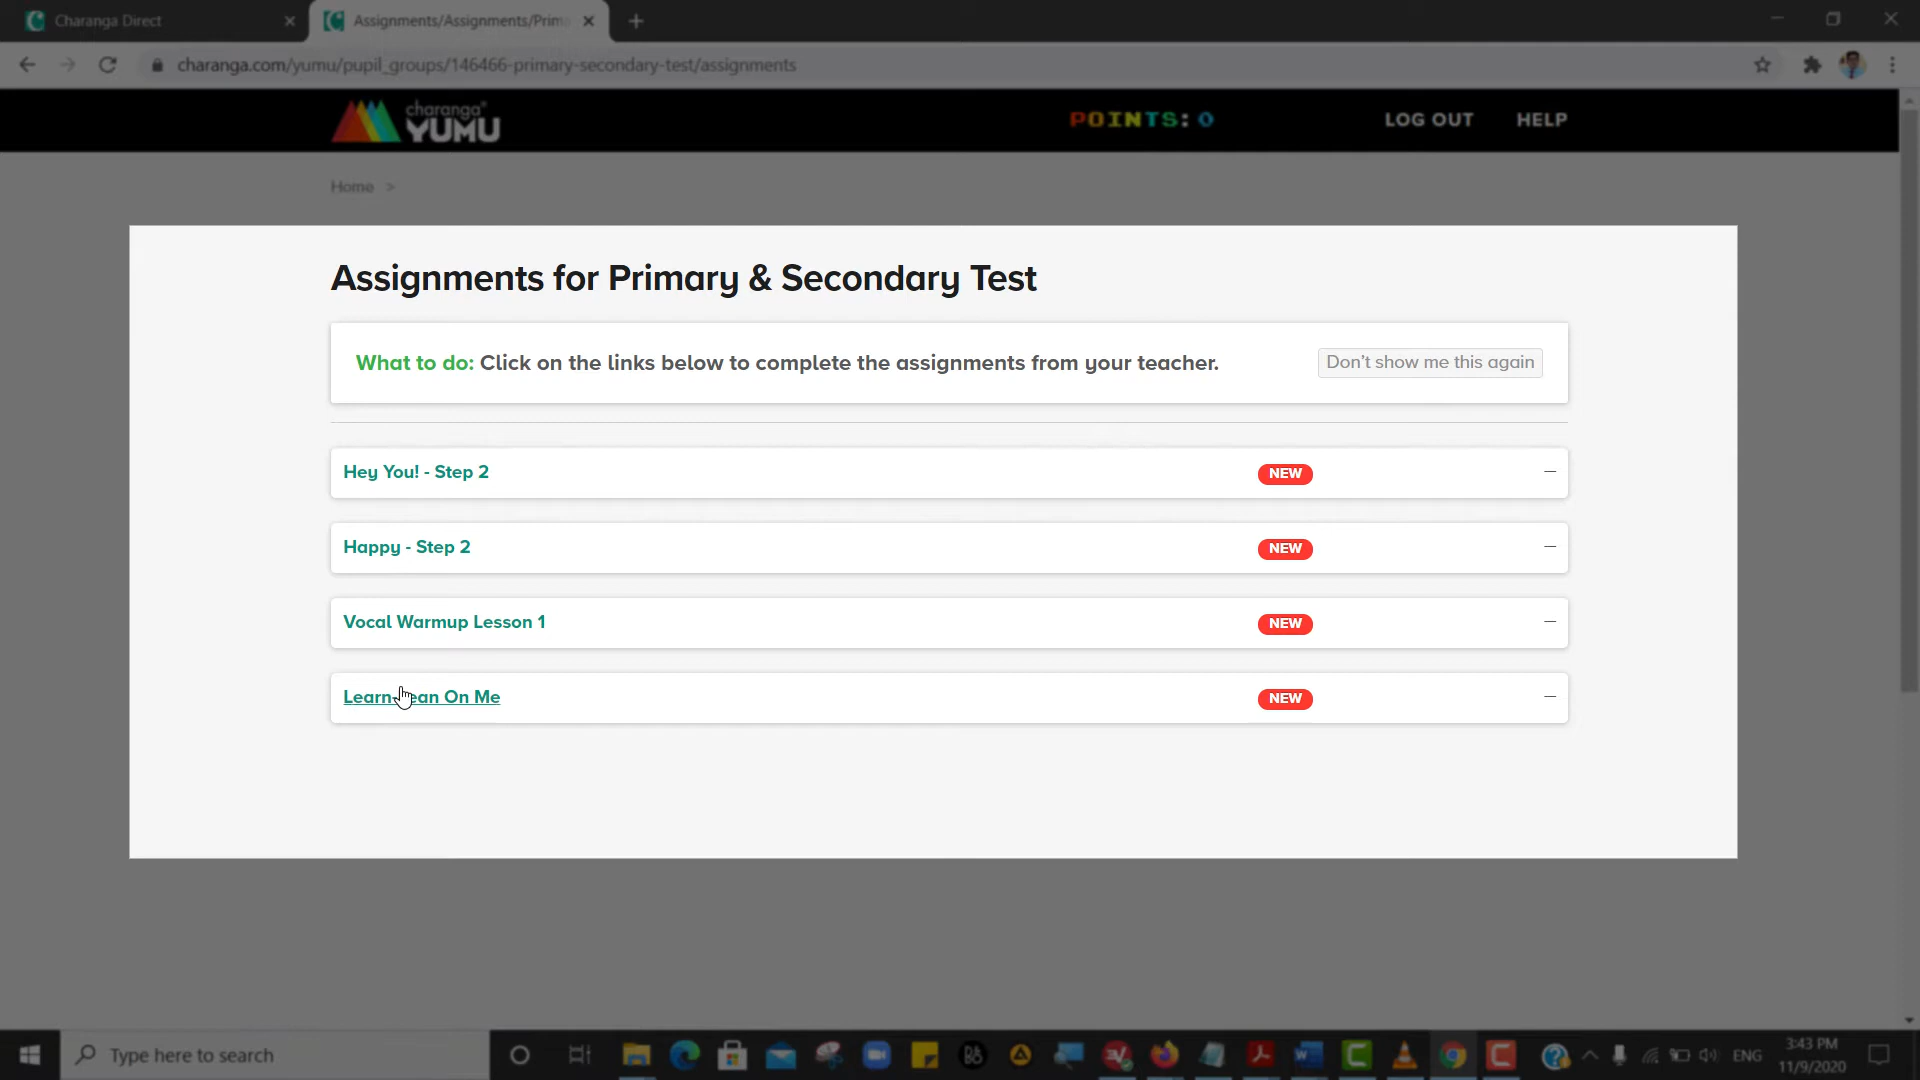 Charanga Direct
Assignments/Assignments/Prim
charanga.com/yumu/pupil_groups/146466-primary-secondary-test/assignments
charanga®
YUMU
POINTS: 0
LOG OUT
HELP
Home >
Assignments for Primary & Secondary Test
What to do: Click on the links below to complete the assignments from your teacher.
Don't show me this again
Hey You! - Step 2
NEW
Happy - Step 2
NEW
Vocal Warmup Lesson 1
NEW
Learn ean On Me
NEW
Type here to search
ENG
3:43 PM
11/9/2020